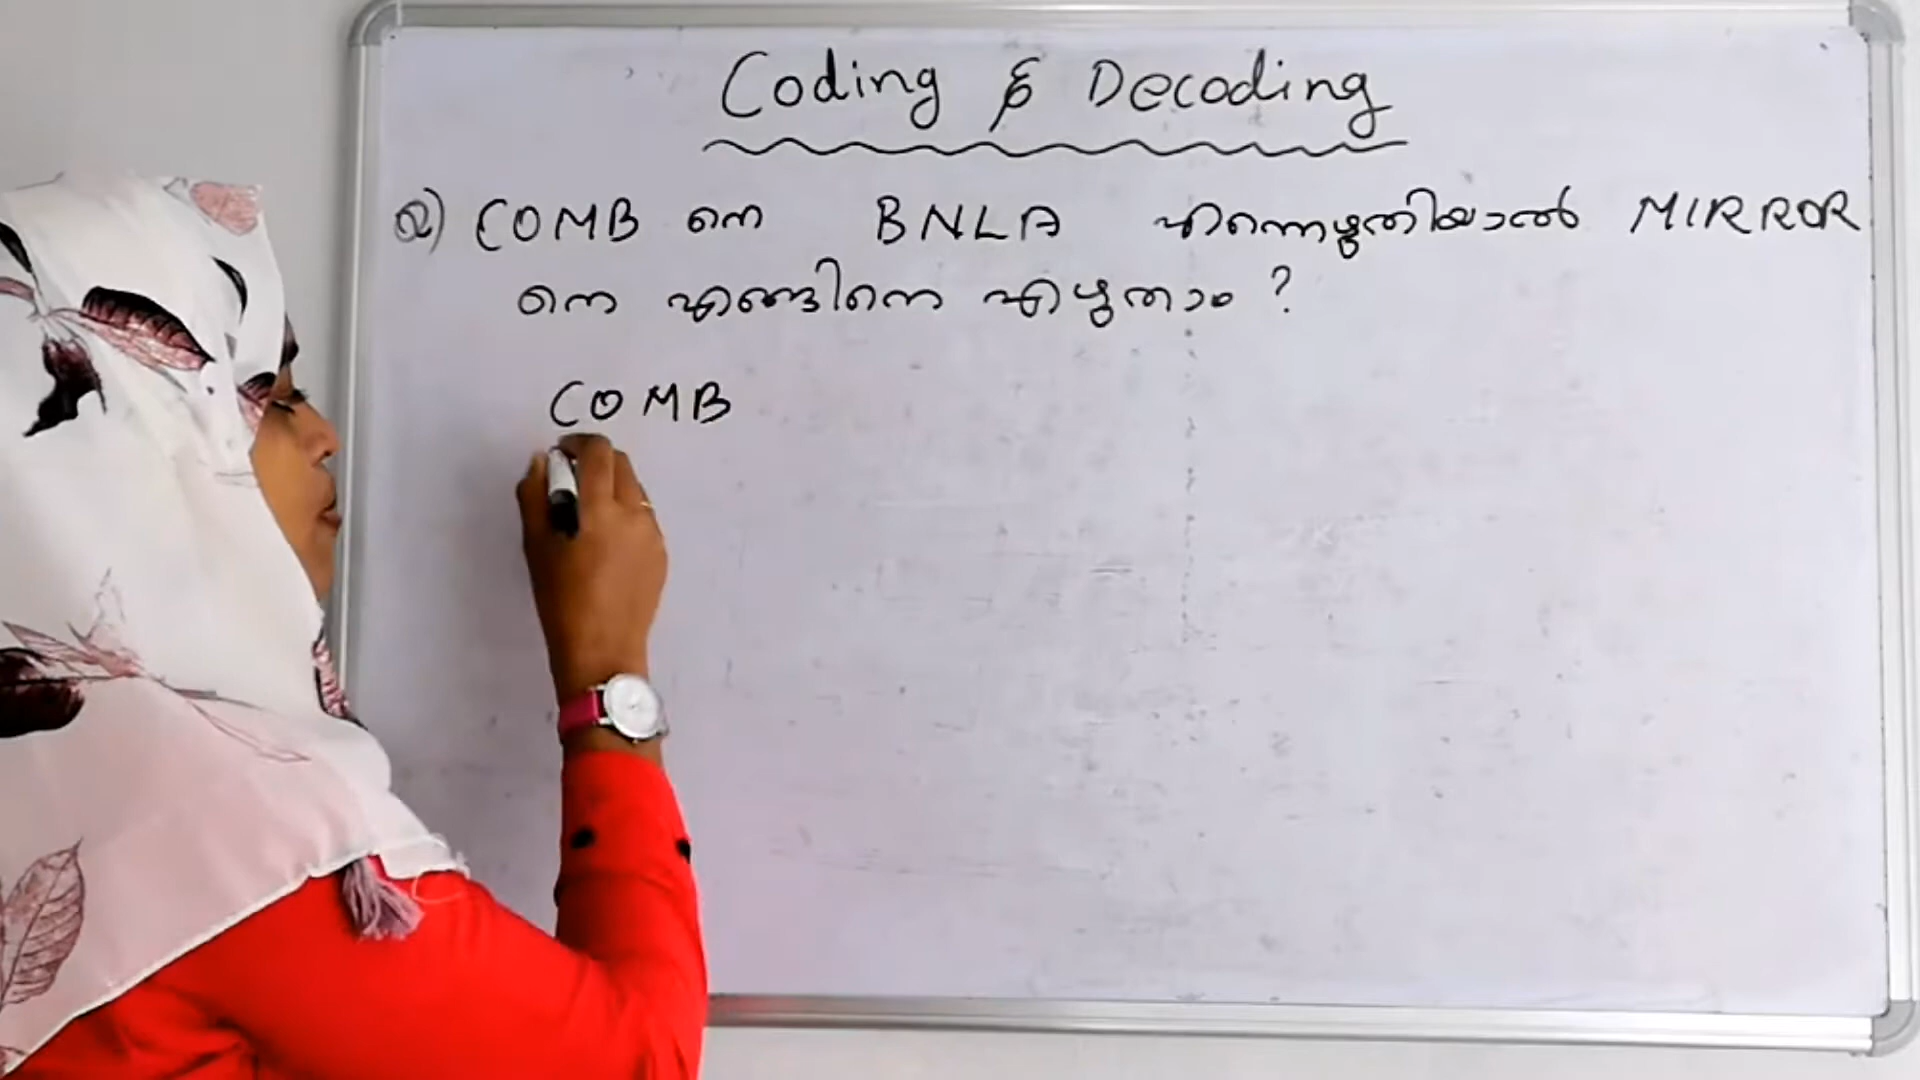 Coding & Decoding
Q) COMB നെ BNLA എന്നെഴുതിയാൽ MIRROR
നെ എങ്ങിനെ എഴുതാം ?
COMB